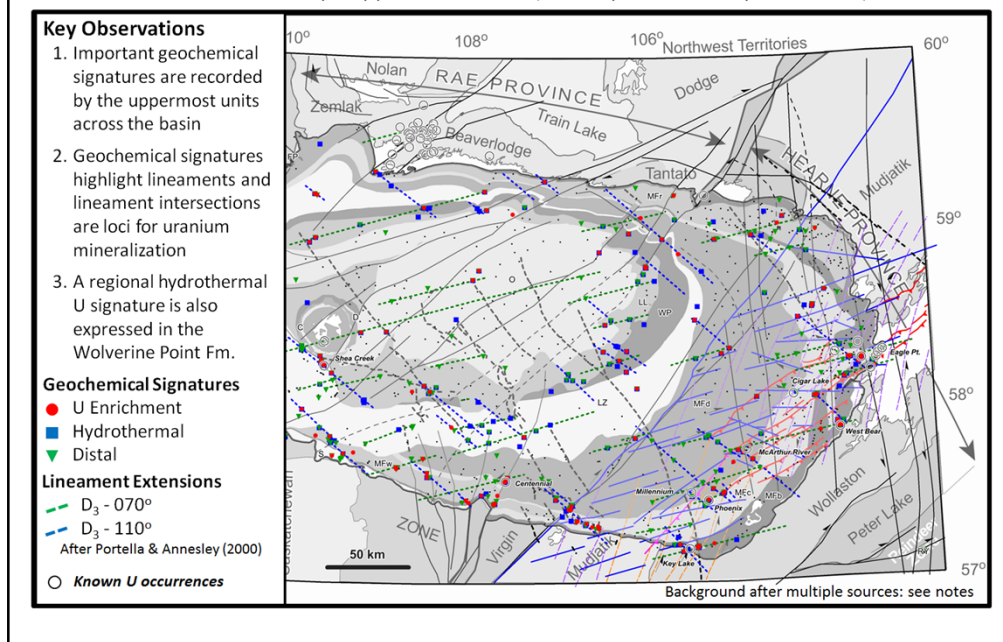 Key Observations
1. Important geochemical
signatures are recorded
by the uppermost units
across the basin
2. Geochemical signatures
highlight lineaments and
lineament intersections
are loci for uranium
mineralization
3. A regional hydrothermal
U signature is also
expressed in the
Wolverine Point Fm.
Geochemical Signatures
U Enrichment
Hydrothermal
Distal
Lineament Extensions
D3 - 070°
D3 - 110°
After Portella & Annesley (2000)
Known U occurrences
10°
108°
106°
Northwest Territories
60°
Nolan
RAE PROVINCE
Dodge
Zemlak
Train Lake
Beaverlodge
Tantato
HEARNE PROVINCE
Mudjatik
MFr
59°
WP
LL
O
C
D
WP
Shea Creek
Eagle Pt.
Cigar Lake
58°
LZ
MFd
West Bear
McArthur River
S
MFw
Centennial
Millennium
MFc
MFb
Phoenix
Wollaston
Peter Lake
ZONE
Virgin
Mudjatik
Key Lake
50 km
57°
Background after multiple sources: see notes